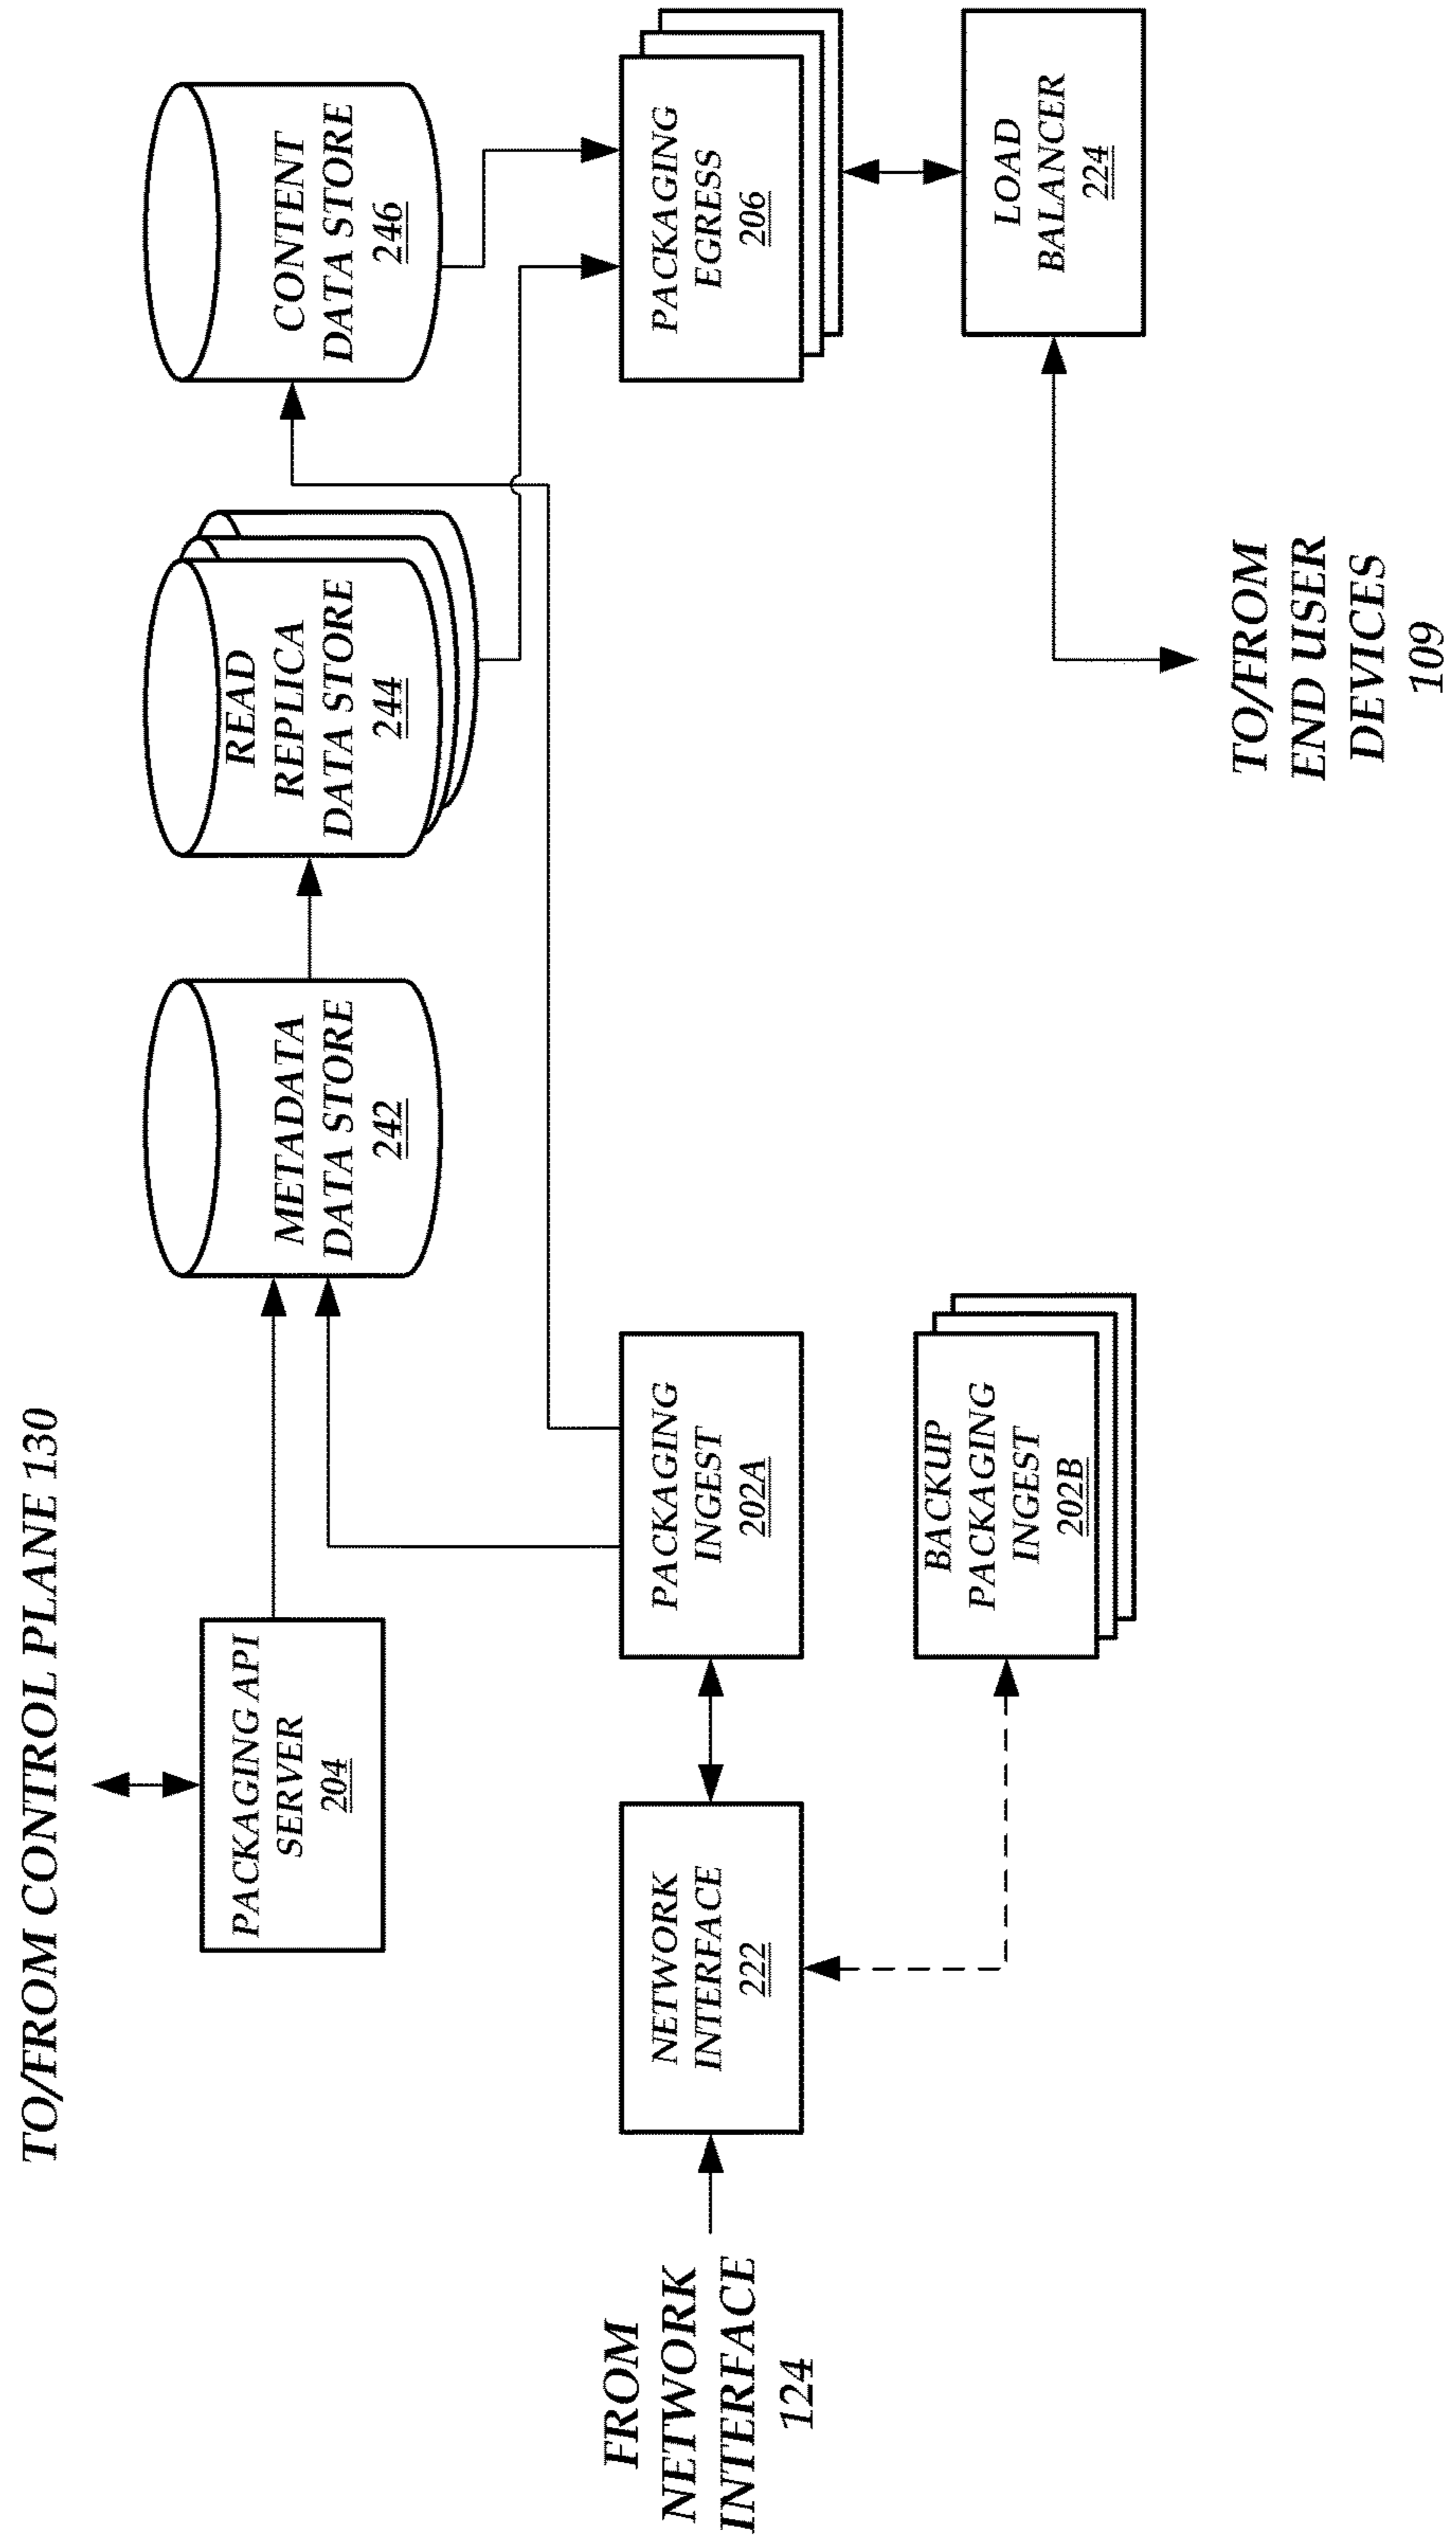 TO/FROM CONTROL PLANE 130
PACKAGING API
SERVER
204
METADATA
DATA STORE
242
READ
REPLICA
DATA STORE
244
CONTENT
DATA STORE
246
FROM
NETWORK
INTERFACE
124
NETWORK
INTERFACE
222
PACKAGING
INGEST
202A
PACKAGING
EGRESS
206
BACKUP
PACKAGING
INGEST
202B
LOAD
BALANCER
224
TO/FROM
END USER
DEVICES
109